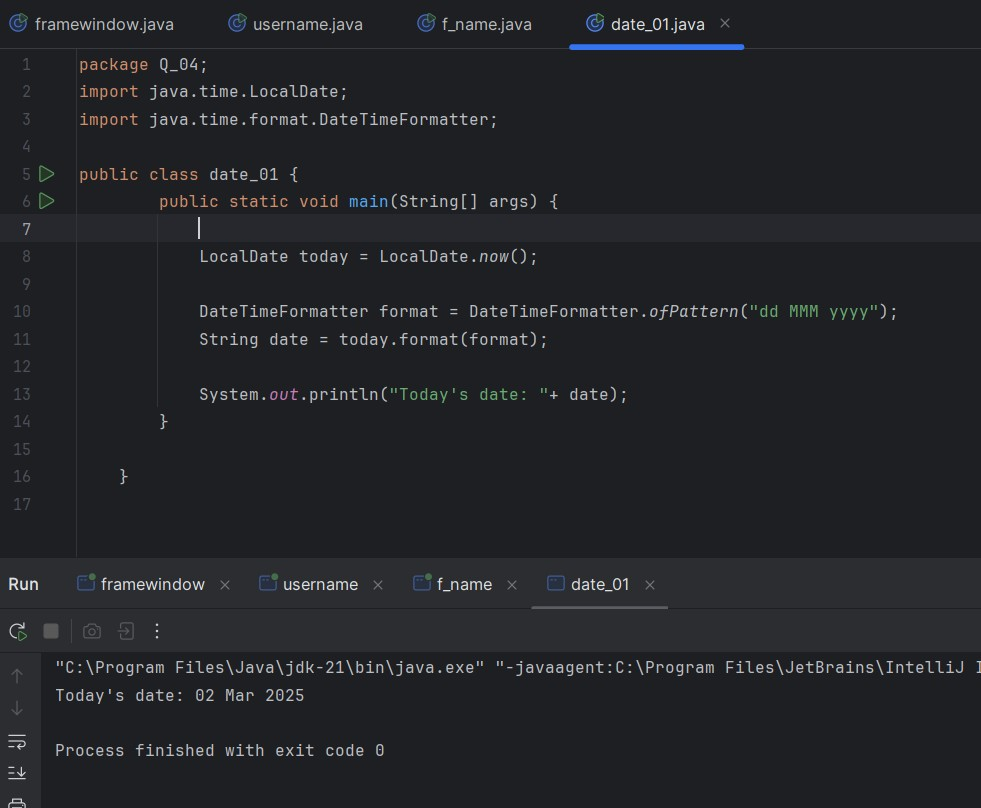 framewindow.java username.java f_name.java date_01.java
1 package Q_04;
2 import java.time.LocalDate;
3 import java.time.format.DateTimeFormatter;
4
5 public class date_01 {
6 public static void main(String[] args) {
7
8 LocalDate today = LocalDate.now();
9
10 DateTimeFormatter format = DateTimeFormatter.ofPattern("dd MMM yyyy");
11 String date = today.format(format);
12
13 System.out.println("Today's date: "+ date);
14 }
15
16 }
17
Run framewindow username f_name date_01
"C:\Program Files\Java\jdk-21\bin\java.exe" "-javaagent:C:\Program Files\JetBrains\IntelliJ
Today's date: 02 Mar 2025
Process finished with exit code 0